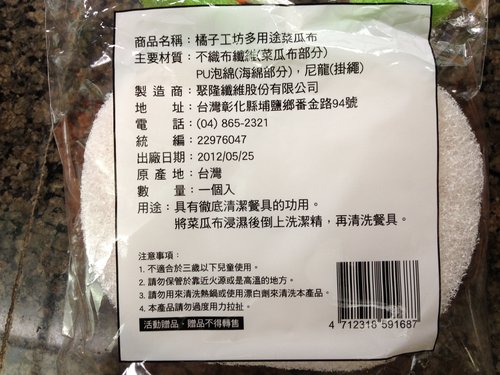 商品名稱：橘子工坊多用途菜瓜布
主要材質：不織布纖維(菜瓜布部分)
PU泡綿(海綿部分)，尼龍(掛繩)
製造商：聚隆纖維股份有限公司
地址：台灣彰化縣埔鹽鄉番金路94號
電話：(04) 865-2321
統編：22976047
出廠日期：2012/05/25
原產地：台灣
數量：一個入
用途：具有徹底清潔餐具的功用。
將菜瓜布浸濕後倒上洗潔精，再清洗餐具。
注意事項：
1. 不適合於三歲以下兒童使用。
2. 請勿保管於靠近火源或是高溫的地方。
3. 請勿用來清洗熱鍋或使用漂白劑來清洗本產品。
4. 本產品請勿過度用力拉扯。
活動贈品、贈品不得轉售
4 712318 591687